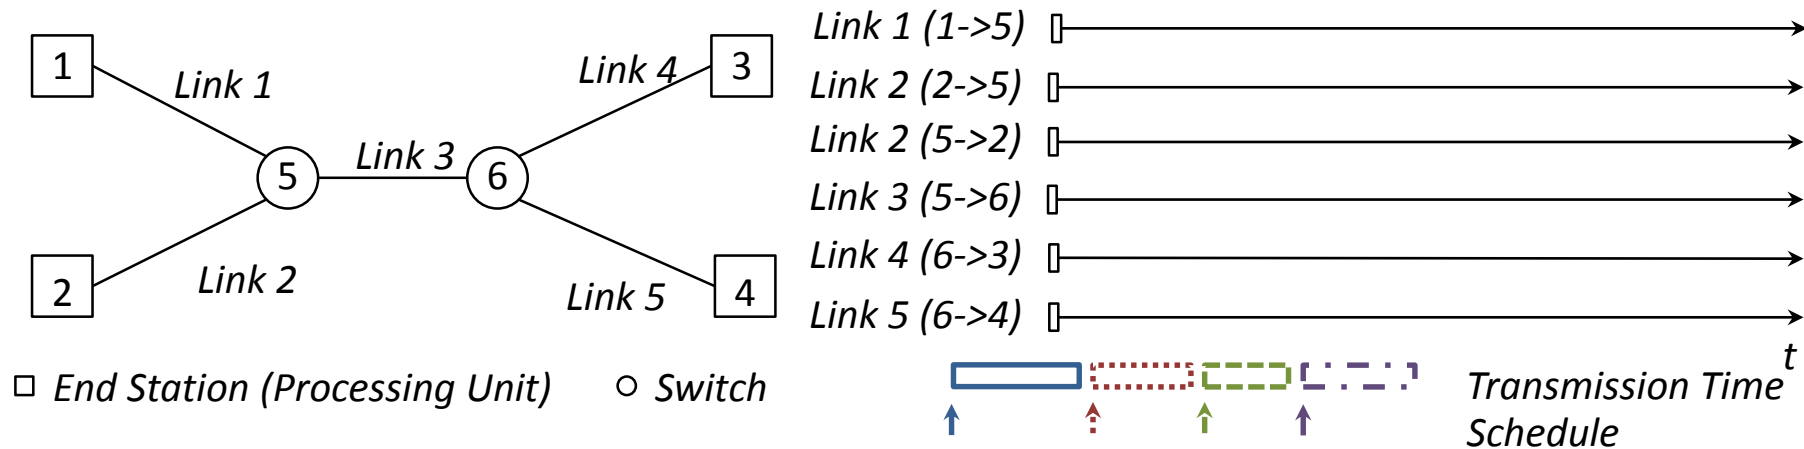 1
Link 1
Link 4
3
5
Link 3
6
2
Link 2
Link 5
4
End Station (Processing Unit)
Switch
Link 1 (1->5)
Link 2 (2->5)
Link 2 (5->2)
Link 3 (5->6)
Link 4 (6->3)
Link 5 (6->4)
t
Transmission Time
Schedule